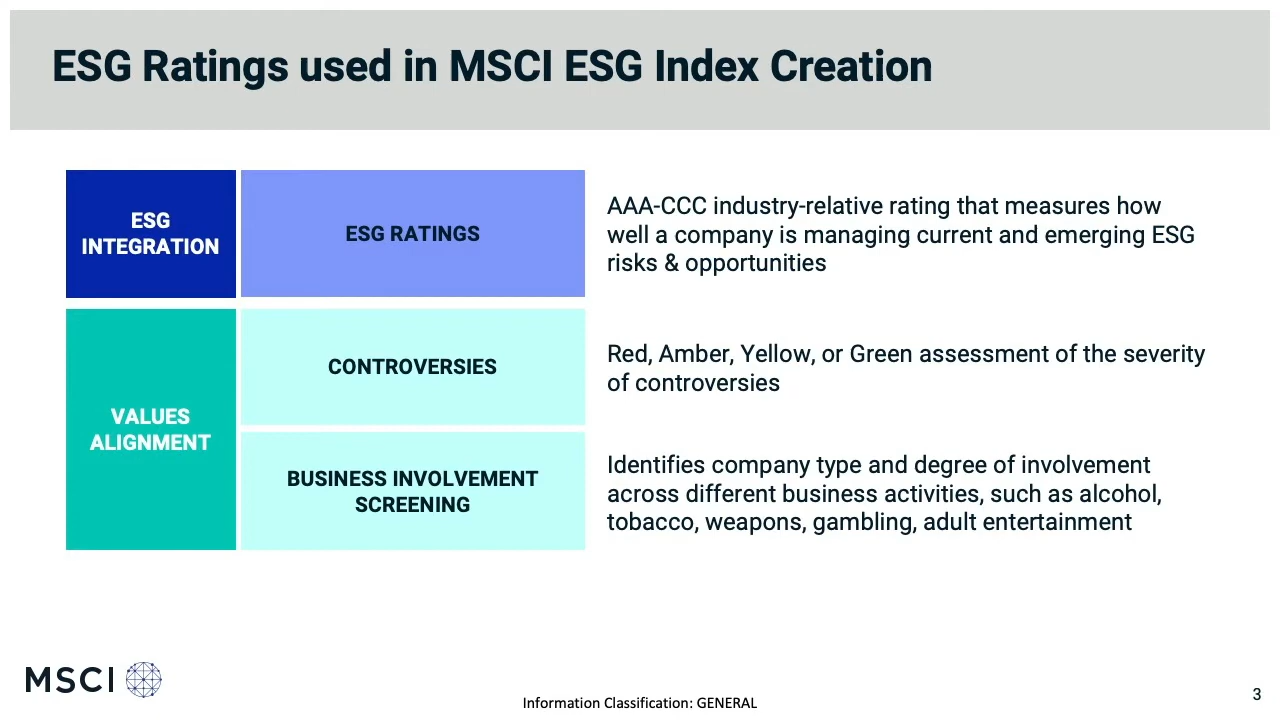 ESG Ratings used in MSCI ESG Index Creation
ESG
INTEGRATION
ESG RATINGS
AAA-CCC industry-relative rating that measures how
well a company is managing current and emerging ESG
risks & opportunities
VALUES
ALIGNMENT
CONTROVERSIES
Red, Amber, Yellow, or Green assessment of the severity
of controversies
BUSINESS INVOLVEMENT
SCREENING
Identifies company type and degree of involvement
across different business activities, such as alcohol,
tobacco, weapons, gambling, adult entertainment
MSCI
Information Classification: GENERAL
3